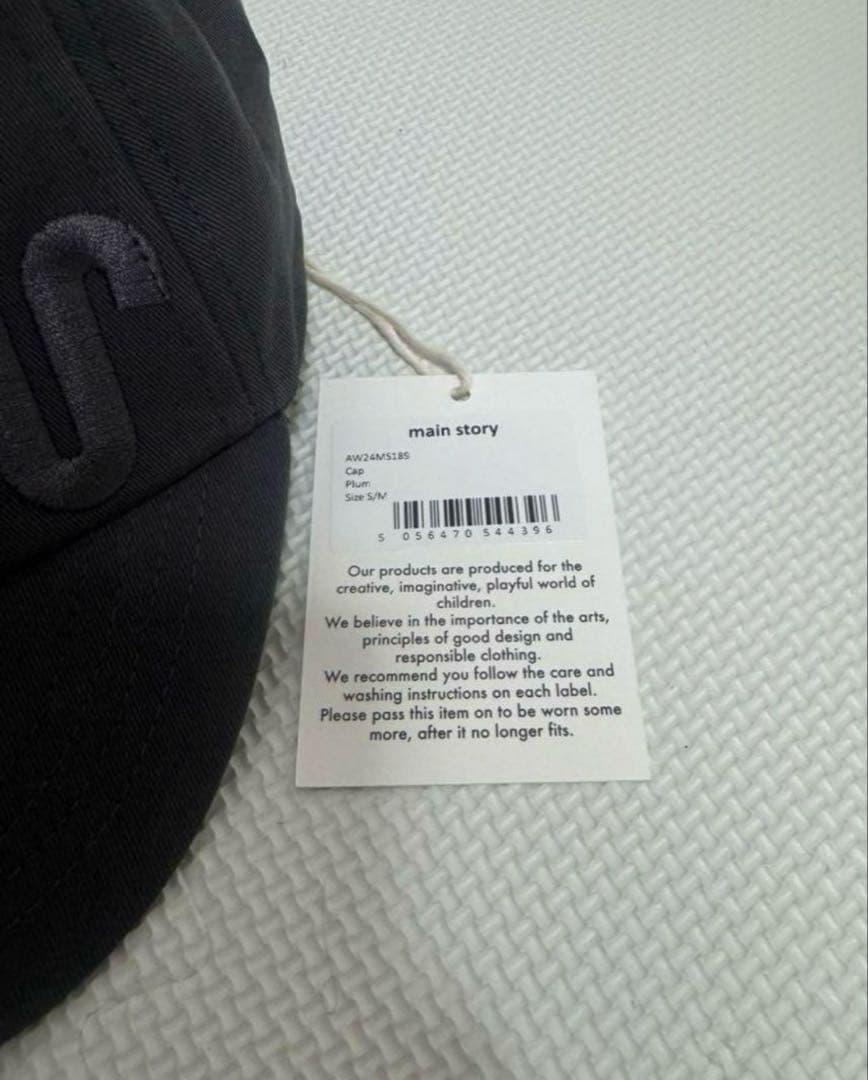 S
main story
AW24MS185
Cap
Plum
Size S/M
5 056470 544396
Our products are produced for the
creative, imaginative, playful world of
children.
We believe in the importance of the arts,
principles of good design and
responsible clothing.
We recommend you follow the care and
washing instructions on each label.
Please pass this item on to be worn some
more, after it no longer fits.